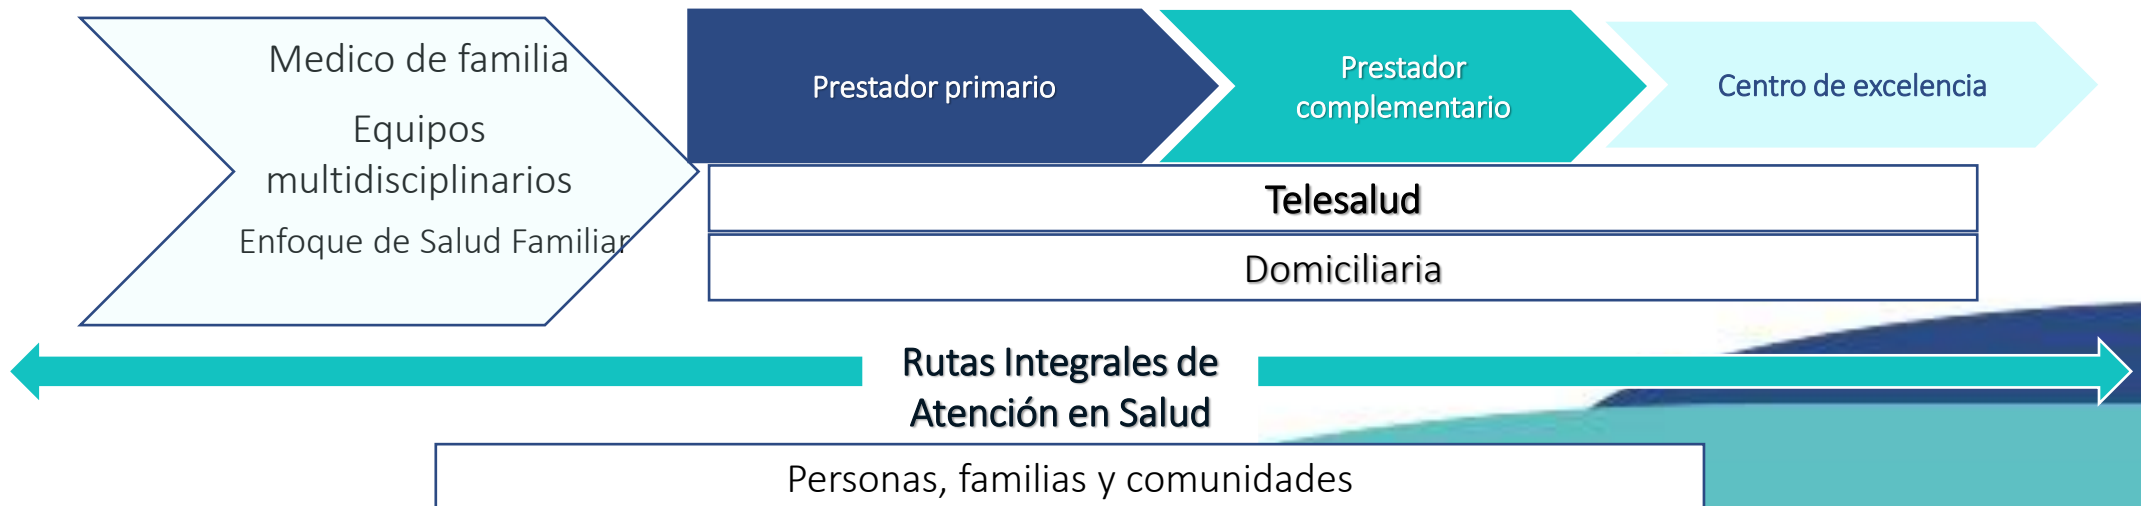 Medico de familia
Equipos
multidisciplinarios
Enfoque de Salud Familiar
Prestador primario
Prestador
complementario
Centro de excelencia
Telesalud
Domiciliaria
Rutas Integrales de
Atención en Salud
Personas, familias y comunidades